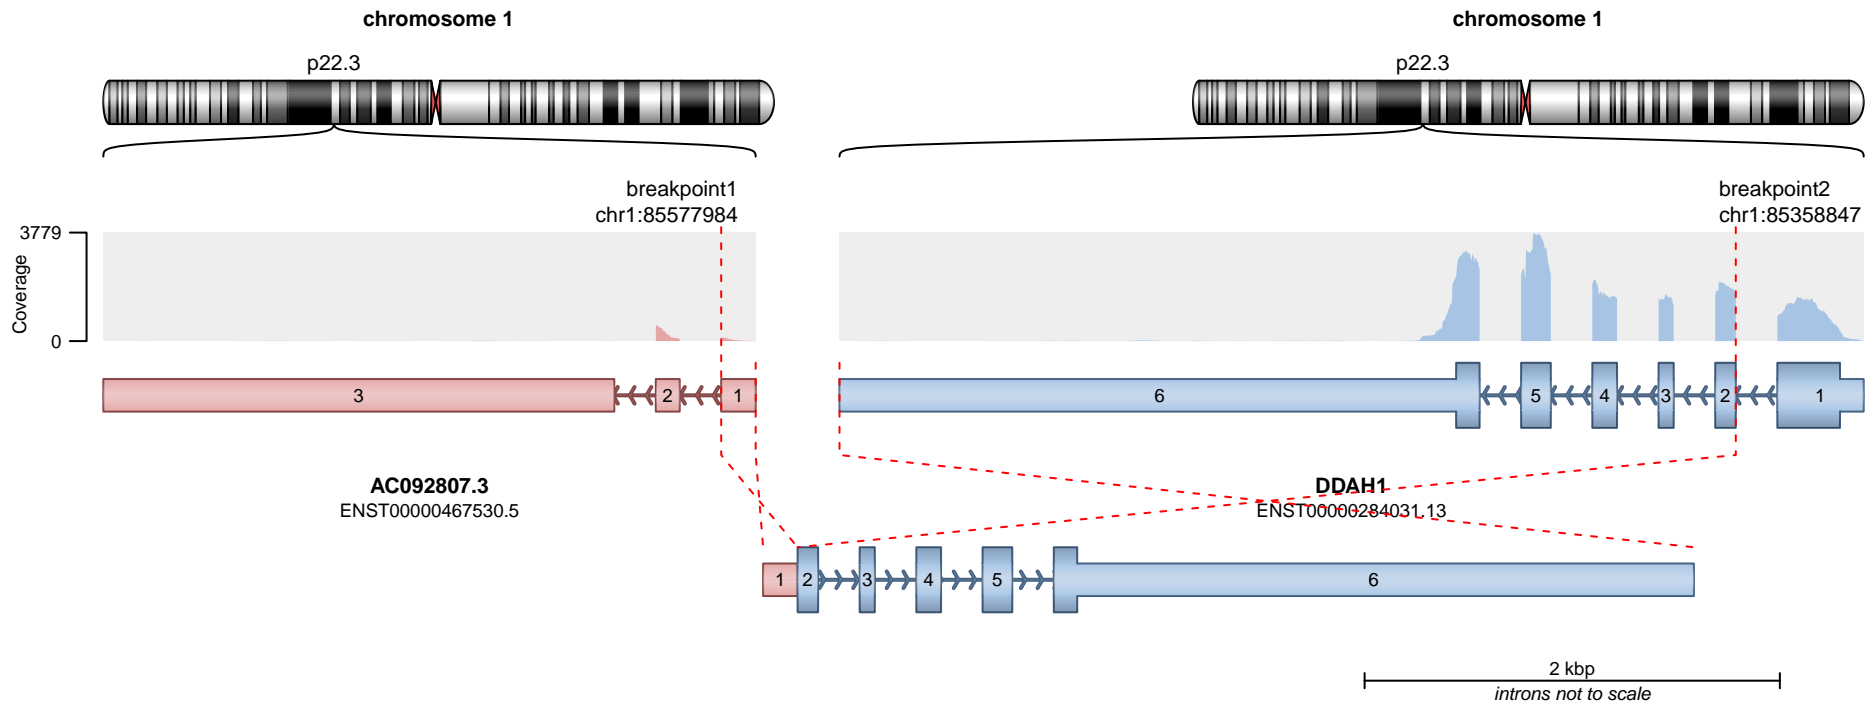 chromosome 1
chromosome 1
p22.3
p22.3
breakpoint1
chr1:85577984
breakpoint2
chr1:85358847
3779
Coverage
0
3 2 1
6 5 4 3 2 1
AC092807.3
ENST00000467530.5
DDAH1
ENST00000284031.13
1 2 3 4 5 6
2 kbp
introns not to scale